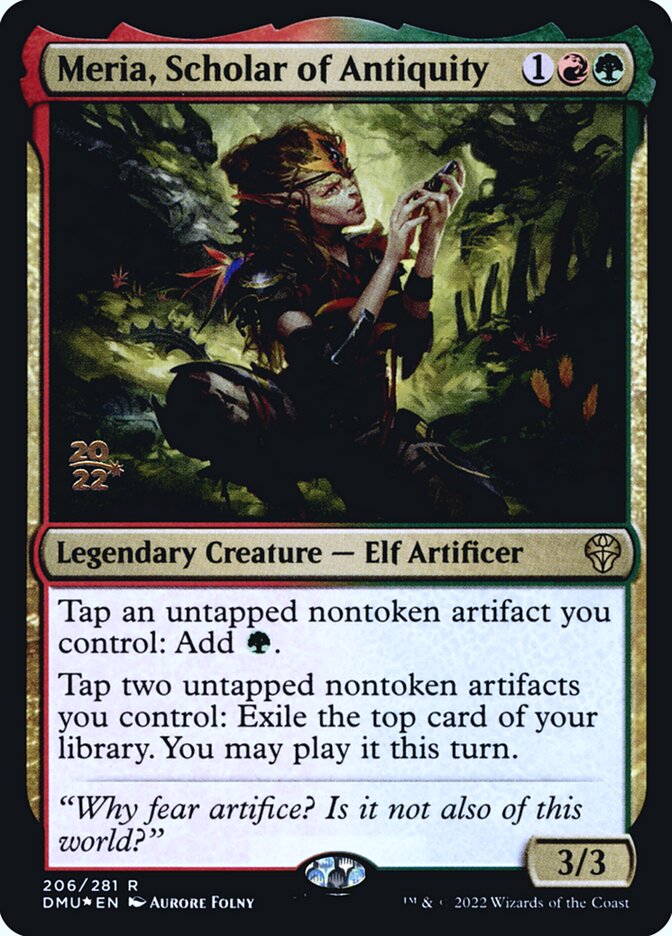 Meria, Scholar of Antiquity 1
20
22
Legendary Creature — Elf Artificer
Tap an untapped nontoken artifact you
control: Add .
Tap two untapped nontoken artifacts
you control: Exile the top card of your
library. You may play it this turn.
“Why fear artifice? Is it not also of this
world?”
3/3
206/281 R
DMU★EN Aurore Folny
™ & © 2022 Wizards of the Coast